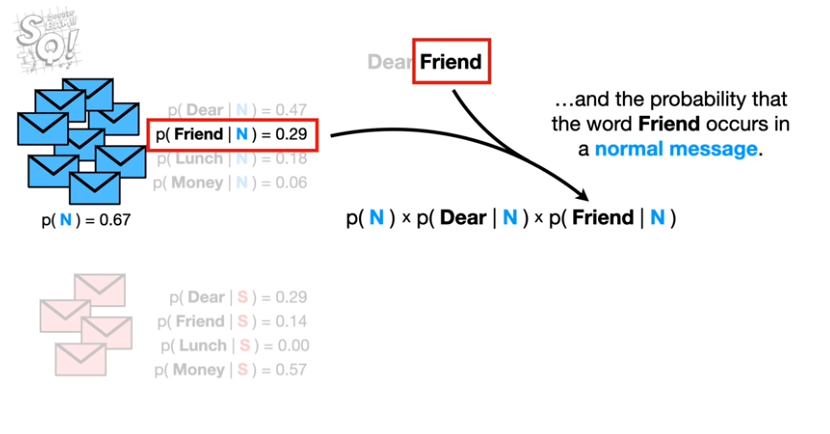 SQ!
Dear Friend
p( Dear | N ) = 0.47
p( Friend | N ) = 0.29
p( Lunch | N ) = 0.18
p( Money | N ) = 0.06
p( N ) = 0.67
…and the probability that
the word Friend occurs in
a normal message.
p( N ) x p( Dear | N ) x p( Friend | N )
p( Dear | S ) = 0.29
p( Friend | S ) = 0.14
p( Lunch | S ) = 0.00
p( Money | S ) = 0.57